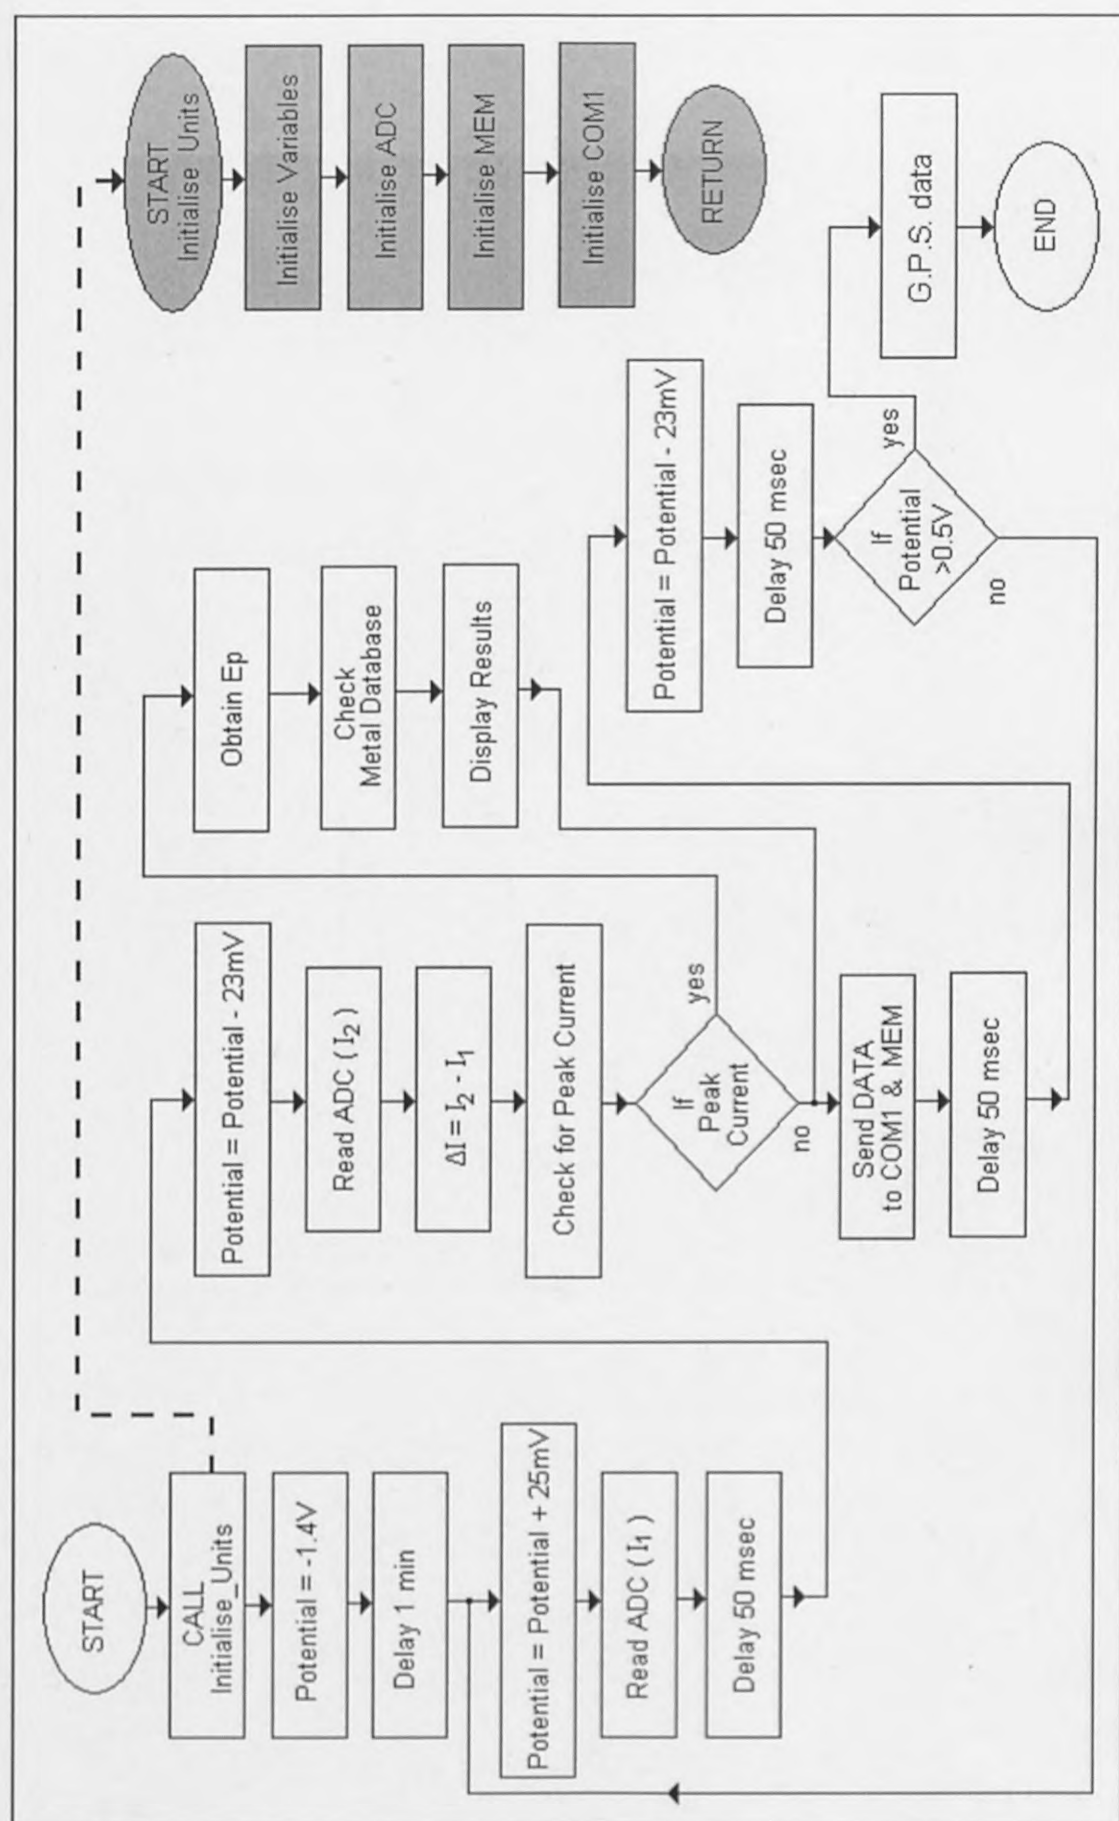 START
CALL
Initialise_Units
Potential = -1.4V
Delay 1 min
Potential = Potential + 25mV
Read ADC ( I1 )
Delay 50 msec
Potential = Potential - 23mV
Read ADC ( I2 )
ΔI = I2 - I1
Check for Peak Current
If
Peak
Current
yes
no
Send DATA
to COM1 & MEM
Delay 50 msec
Obtain Ep
Check
Metal Database
Display Results
Potential = Potential - 23mV
Delay 50 msec
If
Potential
>0.5V
yes
no
G.P.S. data
END
START
Initialise Units
Initialise Variables
Initialise ADC
Initialise MEM
Initialise COM1
RETURN